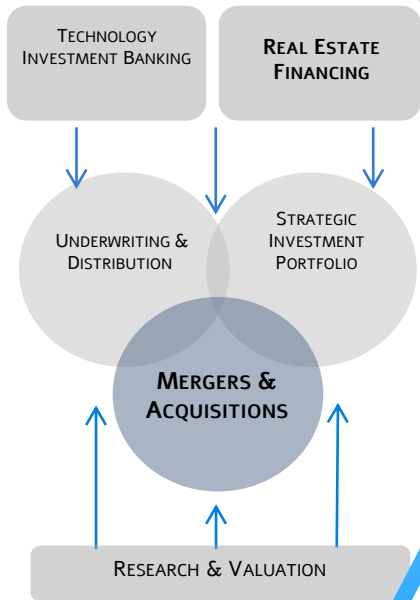 Technology
Investment Banking
Real Estate
Financing
Underwriting &
Distribution
Strategic
Investment
Portfolio
Mergers &
Acquisitions
Research & Valuation